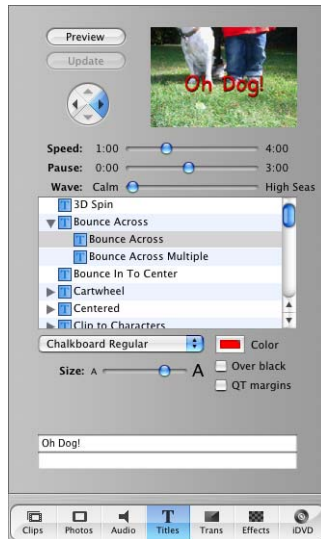 Preview
Update
Oh Dog!
Speed: 1:00 4:00
Pause: 0:00 3:00
Wave: Calm High Seas
T 3D Spin
T Bounce Across
T Bounce Across
T Bounce Across Multiple
T Bounce In To Center
T Cartwheel
T Centered
T Clip to Characters
Chalkboard Regular Color
Size: A A Over black
QT margins
Oh Dog!
T
Clips Photos Audio Titles Trans Effects iDVD